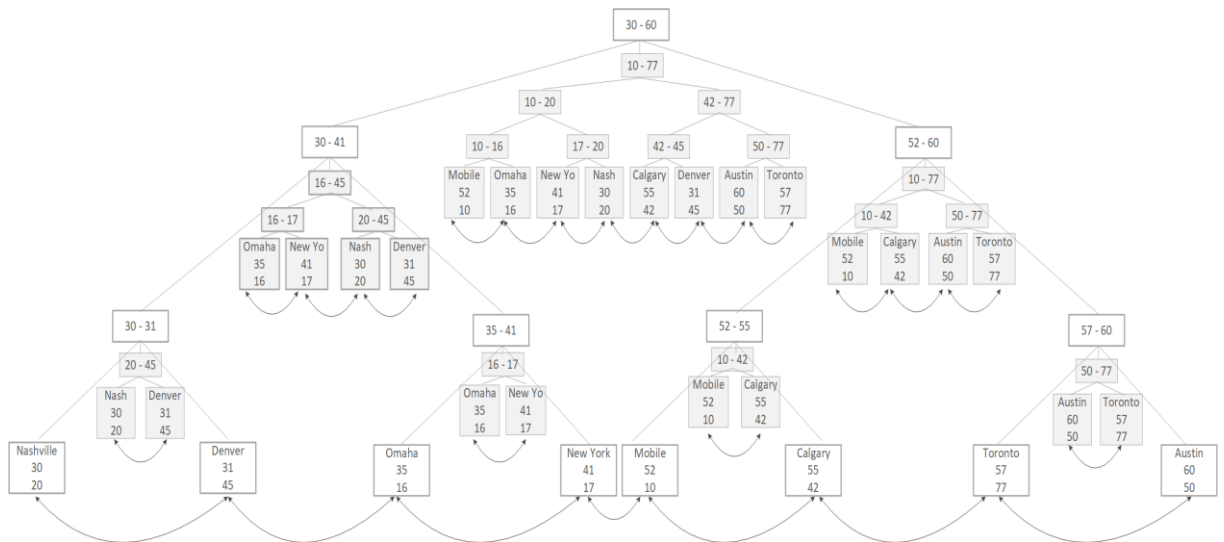 30 - 60
10 - 77
10 - 20
42 - 77
30 - 41
10 - 16
17 - 20
42 - 45
50 - 77
52 - 60
Mobile
52
10
Omaha
35
16
New Yo
41
17
Nash
30
20
Calgary
55
42
Denver
31
45
Austin
60
50
Toronto
57
77
16 - 45
16 - 17
20 - 45
Omaha
35
16
New Yo
41
17
Nash
30
20
Denver
31
45
10 - 77
10 - 42
50 - 77
Mobile
52
10
Calgary
55
42
Austin
60
50
Toronto
57
77
30 - 31
35 - 41
52 - 55
57 - 60
20 - 45
Nash
30
20
Denver
31
45
16 - 17
Omaha
35
16
New Yo
41
17
10 - 42
Mobile
52
10
Calgary
55
42
50 - 77
Austin
60
50
Toronto
57
77
Nashville
30
20
Denver
31
45
Omaha
35
16
New York
41
17
Mobile
52
10
Calgary
55
42
Toronto
57
77
Austin
60
50